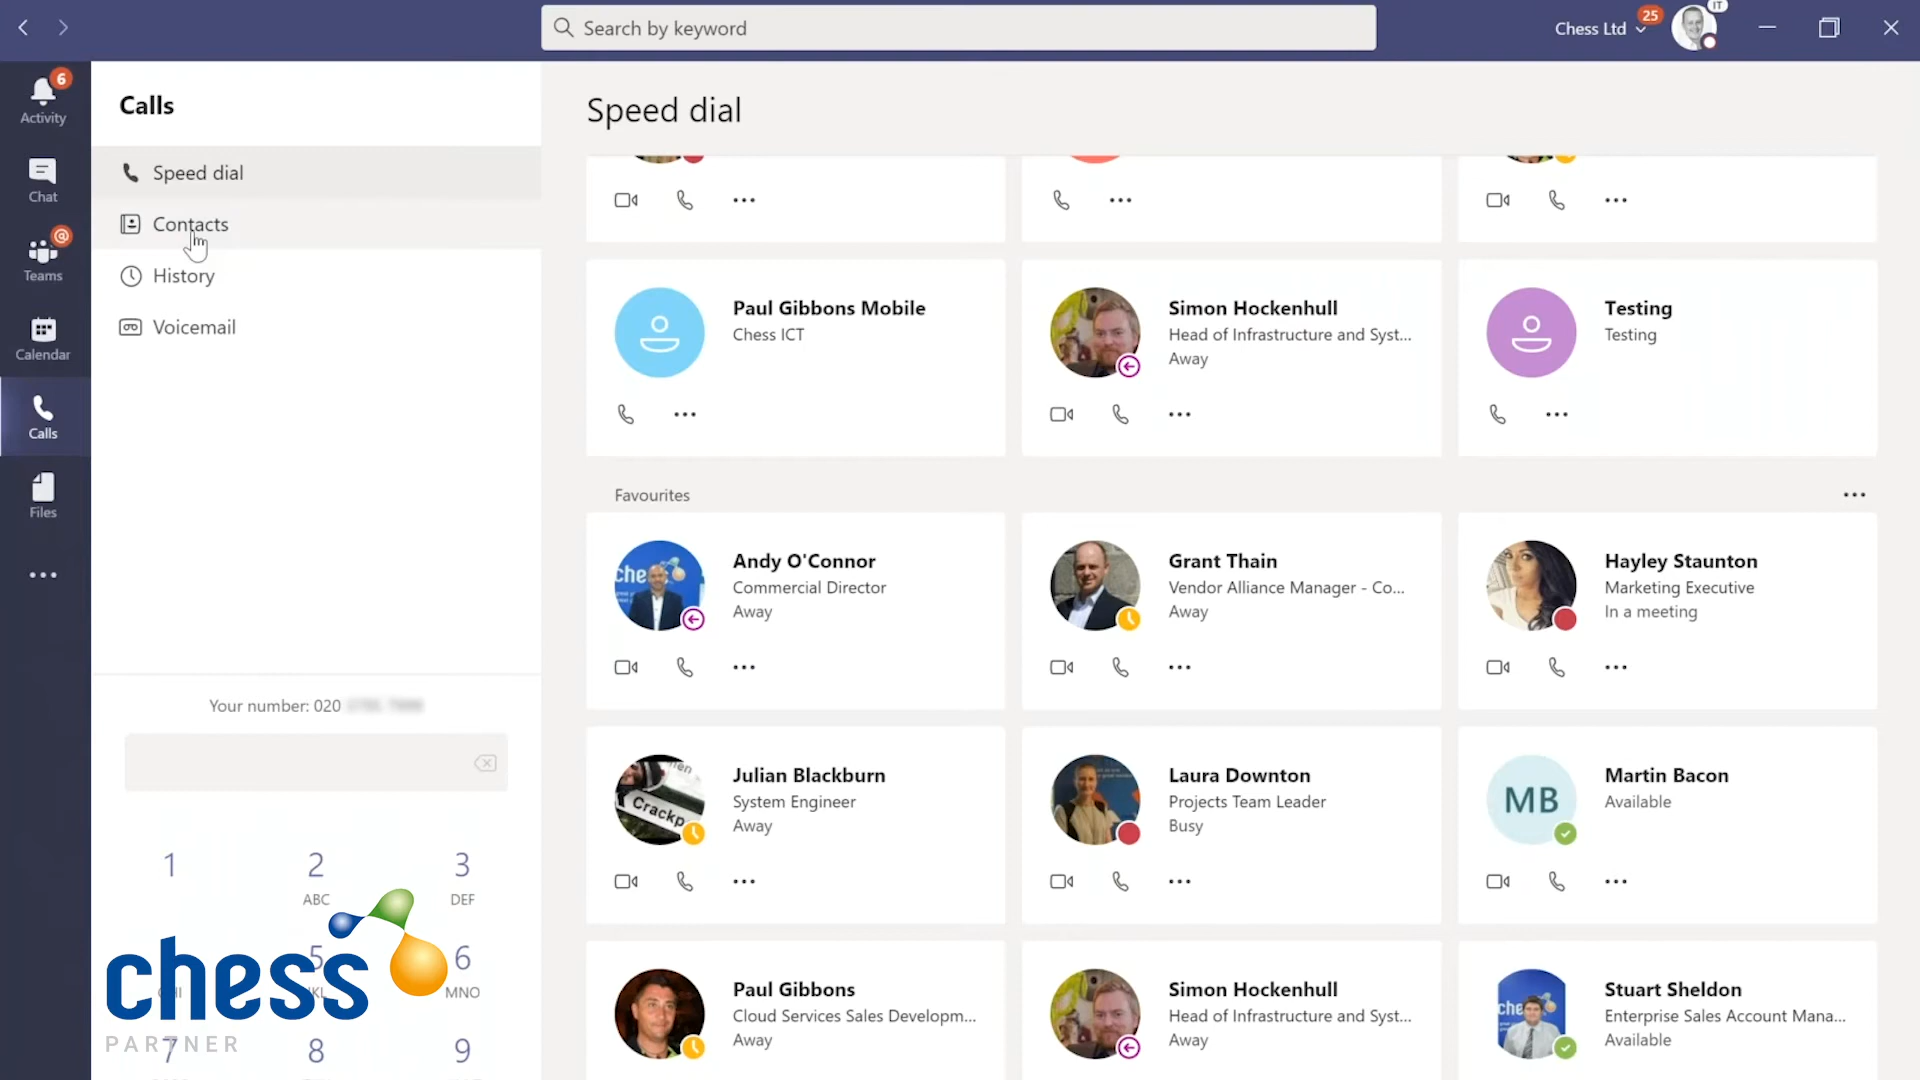 Search by keyword
Chess Ltd
25
IT
6
Activity
Chat
@
Teams
Calendar
Calls
Files
Calls
Speed dial
Contacts
History
Voicemail
Your number: 020
1
2
3
ABC
DEF
5
6
MNO
7
8
9
chess
PARTNER
Speed dial
Paul Gibbons Mobile
Chess ICT
Simon Hockenhull
Head of Infrastructure and Syst...
Away
Testing
Testing
Favourites
Andy O'Connor
Commercial Director
Away
Grant Thain
Vendor Alliance Manager - Co...
Away
Hayley Staunton
Marketing Executive
In a meeting
Julian Blackburn
System Engineer
Away
Laura Downton
Projects Team Leader
Busy
MB
Martin Bacon
Available
Paul Gibbons
Cloud Services Sales Developm...
Away
Simon Hockenhull
Head of Infrastructure and Syst...
Away
Stuart Sheldon
Enterprise Sales Account Mana...
Available